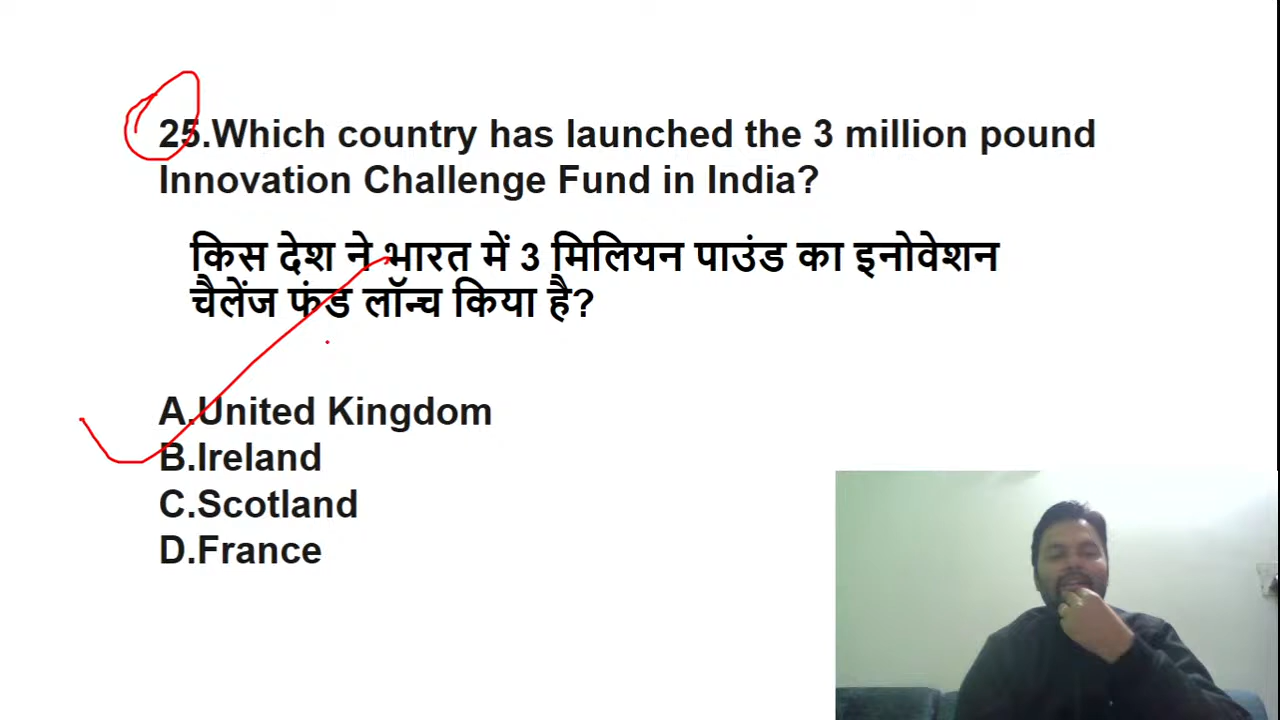 25.Which country has launched the 3 million pound
Innovation Challenge Fund in India?
किस देश ने भारत में 3 मिलियन पाउंड का इनोवेशन
चैलेंज फंड लॉन्च किया है?
A.United Kingdom
B.Ireland
C.Scotland
D.France